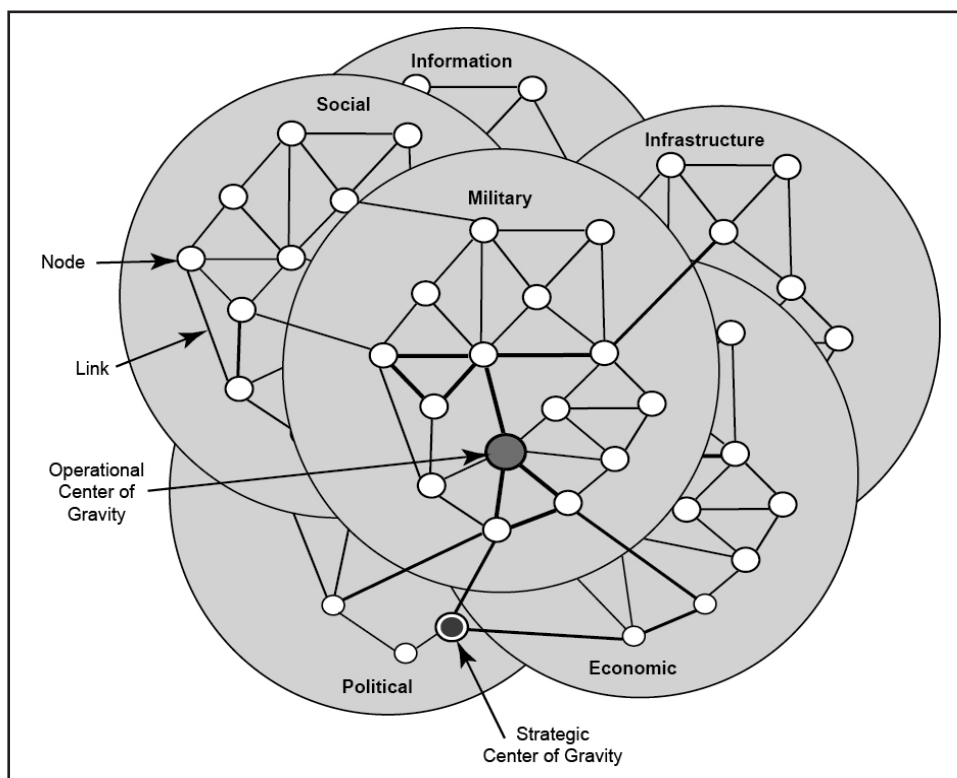 Information
Social
Infrastructure
Military
Node
Link
Operational
Center of
Gravity
Economic
Political
Strategic
Center of Gravity